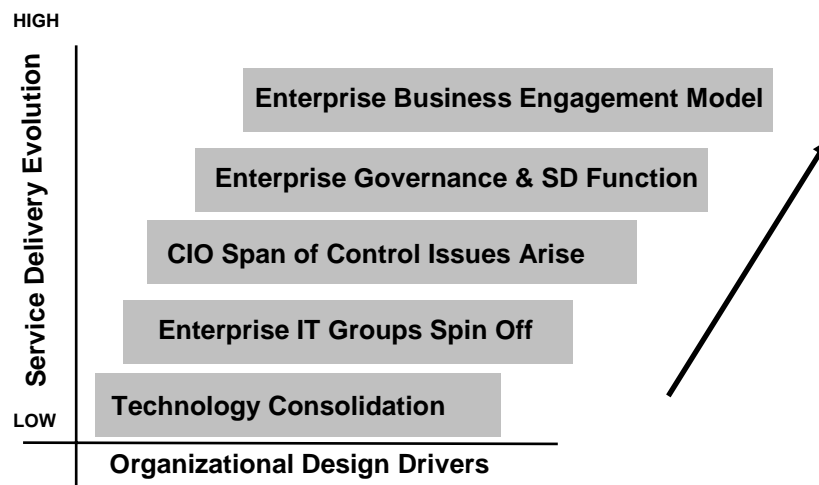 HIGH
Enterprise Business Engagement Model
Enterprise Governance & SD Function
CIO Span of Control Issues Arise
Enterprise IT Groups Spin Off
Technology Consolidation
Service Delivery Evolution
LOW
Organizational Design Drivers